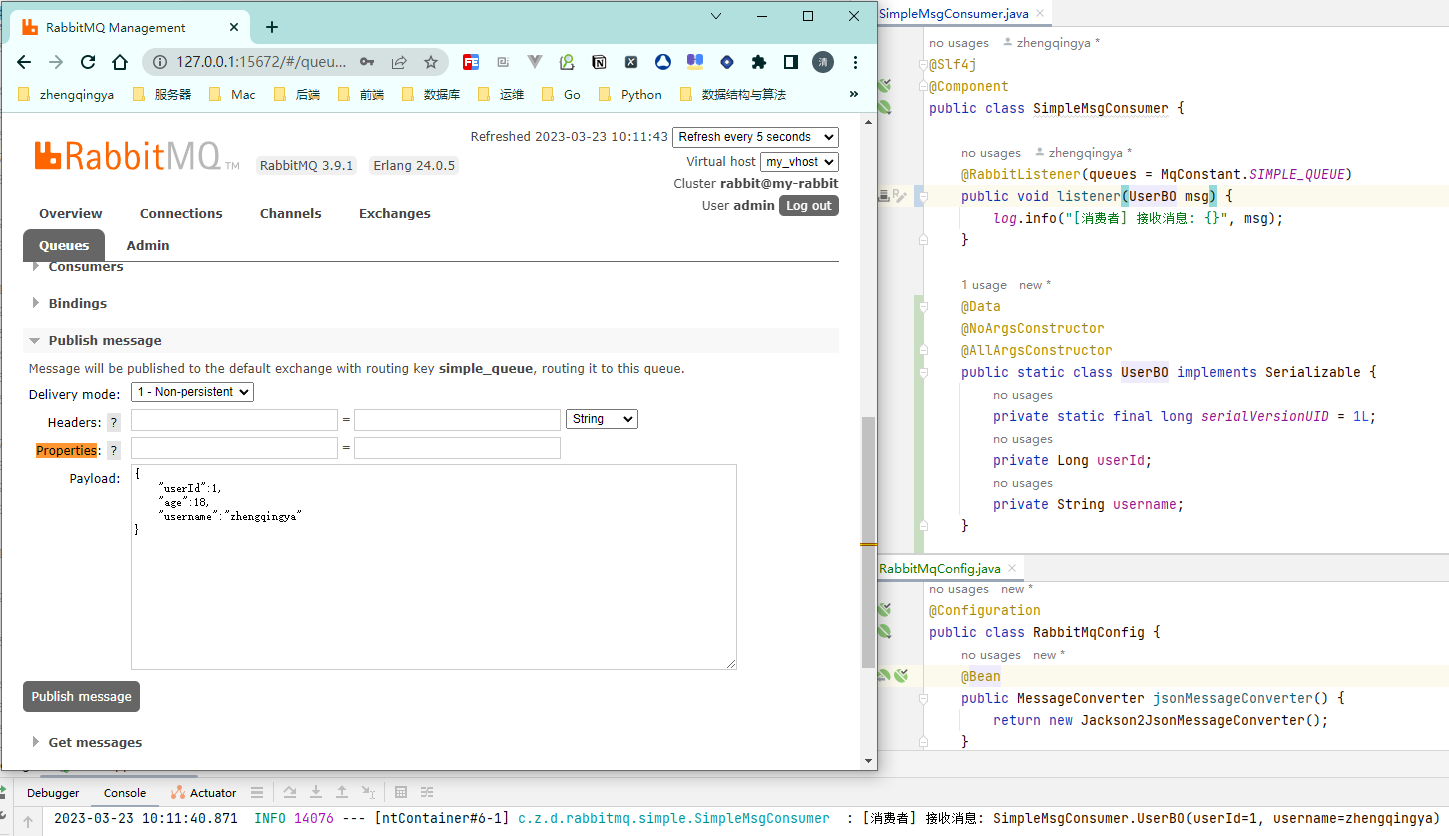 RabbitMQ Management
127.0.0.1:15672/#/queu...
zhengqingya 服务器 Mac 后端 前端 数据库 运维 Go Python 数据结构与算法 »
Refreshed 2023-03-23 10:11:43 Refresh every 5 seconds
RabbitMQ TM RabbitMQ 3.9.1 Erlang 24.0.5
Virtual host my_vhost
Cluster rabbit@my-rabbit
User admin Log out
Overview Connections Channels Exchanges
Queues Admin
Consumers
Bindings
Publish message
Message will be published to the default exchange with routing key simple_queue, routing it to this queue.
Delivery mode: 1 - Non-persistent
Headers: ? = String
Properties: ? =
Payload: {
"userId":1,
"age":18,
"username":"zhengqingya"
}
Publish message
Get messages
SimpleMsgConsumer.java
no usages zhengqingya *
@Slf4j
@Component
public class SimpleMsgConsumer {
no usages zhengqingya *
@RabbitListener(queues = MqConstant.SIMPLE_QUEUE)
public void listener(UserBO msg) {
log.info("[消费者] 接收消息: {}", msg);
}
1 usage new *
@Data
@NoArgsConstructor
@AllArgsConstructor
public static class UserBO implements Serializable {
no usages
private static final long serialVersionUID = 1L;
no usages
private Long userId;
no usages
private String username;
}
RabbitMqConfig.java
no usages new *
@Configuration
public class RabbitMqConfig {
no usages new *
@Bean
public MessageConverter jsonMessageConverter() {
return new Jackson2JsonMessageConverter();
}
Debugger Console Actuator
2023-03-23 10:11:40.871 INFO 14076 --- [ntContainer#6-1] c.z.d.rabbitmq.simple.SimpleMsgConsumer : [消费者] 接收消息: SimpleMsgConsumer.UserBO(userId=1, username=zhengqingya)